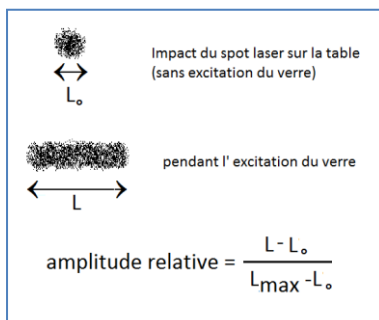 Impact du spot laser sur la table
(sans excitation du verre)
L₀
pendant l' excitation du verre
L
amplitude relative = L - L₀ / Lmax - L₀